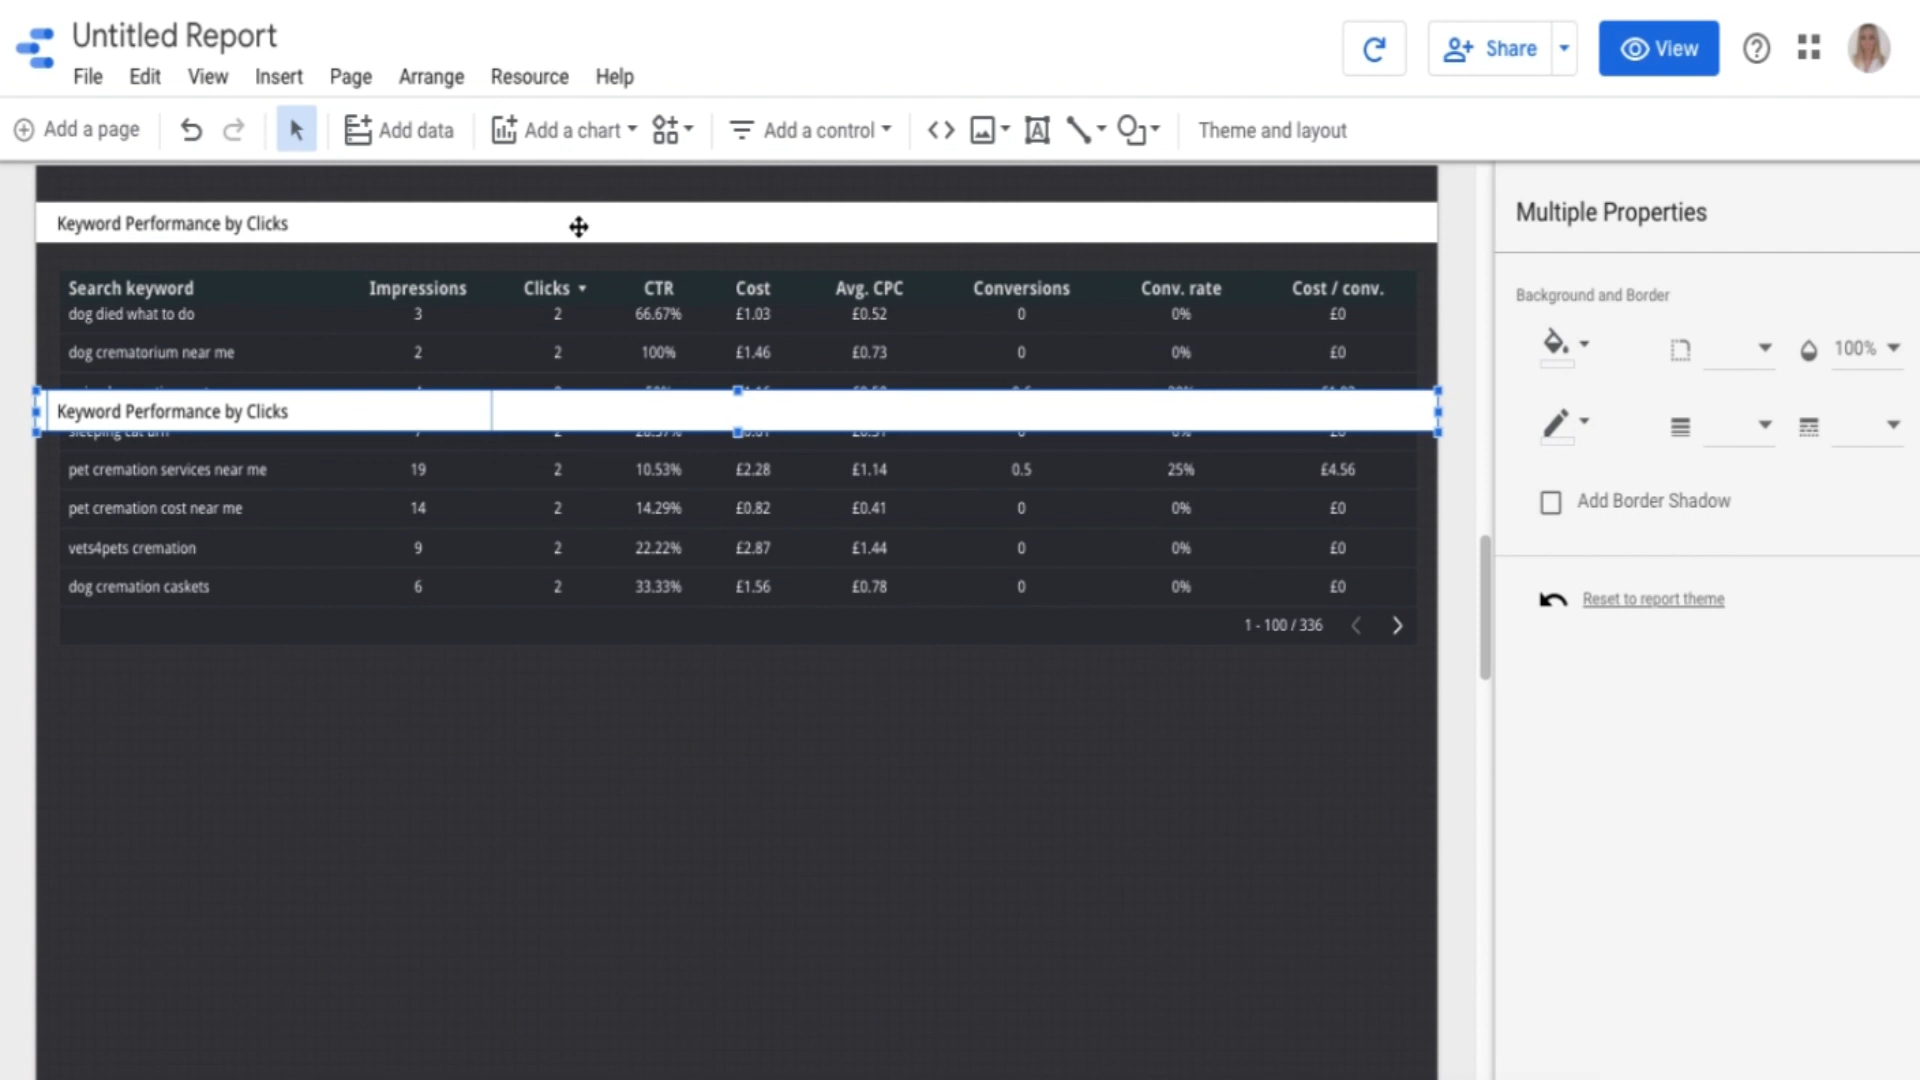 Untitled Report
File Edit View Insert Page Arrange Resource Help
Share
View
Add a page
Add data
Add a chart
Add a control
Theme and layout
Keyword Performance by Clicks
Search keyword Impressions Clicks CTR Cost Avg. CPC Conversions Conv. rate Cost / conv.
dog died what to do 3 2 66.67% £1.03 £0.52 0 0% £0
dog crematorium near me 2 2 100% £1.46 £0.73 0 0% £0
Keyword Performance by Clicks
pet cremation services near me 19 2 10.53% £2.28 £1.14 0.5 25% £4.56
pet cremation cost near me 14 2 14.29% £0.82 £0.41 0 0% £0
vets4pets cremation 9 2 22.22% £2.87 £1.44 0 0% £0
dog cremation caskets 6 2 33.33% £1.56 £0.78 0 0% £0
1 - 100 / 336
Multiple Properties
Background and Border
100%
Add Border Shadow
Reset to report theme